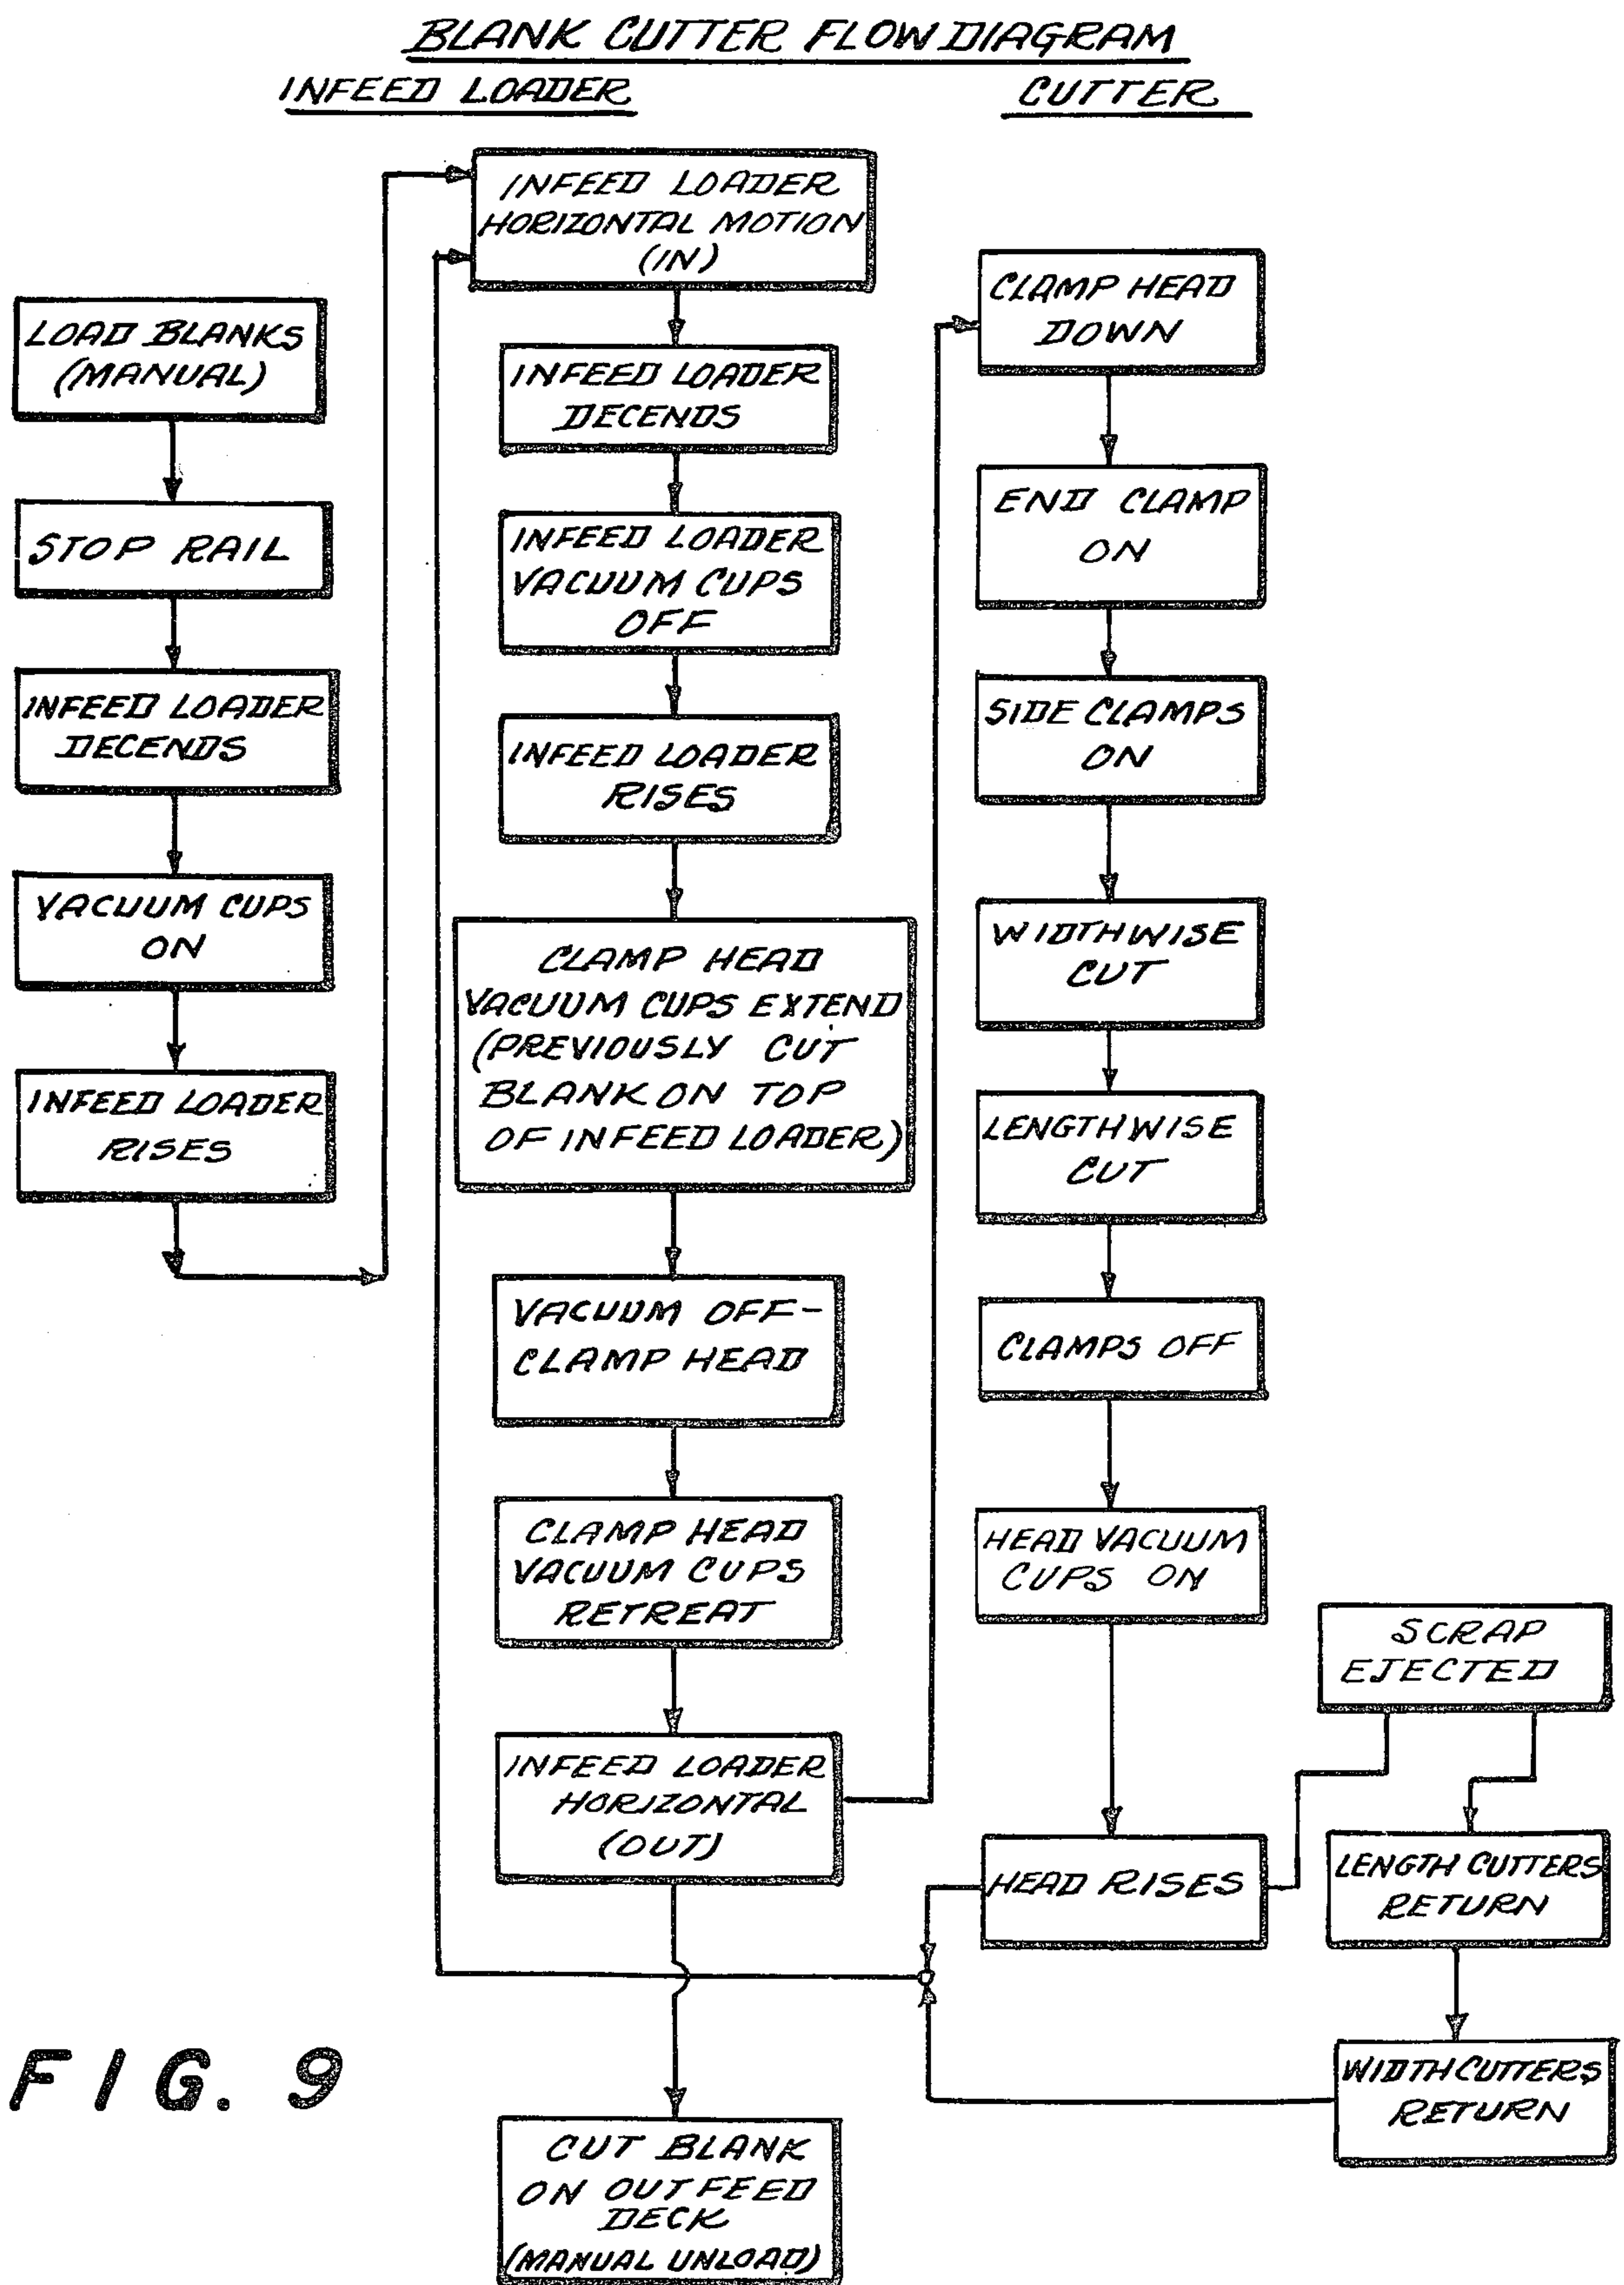 BLANK CUTTER FLOW DIAGRAM
INFEED LOADER
CUTTER
LOAD BLANKS
(MANUAL)
STOP RAIL
INFEED LOADER
DECENDS
VACUUM CUPS
ON
INFEED LOADER
RISES
INFEED LOADER
HORIZONTAL MOTION
(IN)
INFEED LOADER
DECENDS
INFEED LOADER
VACUUM CUPS
OFF
INFEED LOADER
RISES
CLAMP HEAD
VACUUM CUPS EXTEND
(PREVIOUSLY CUT
BLANK ON TOP
OF INFEED LOADER)
VACUUM OFF-
CLAMP HEAD
CLAMP HEAD
VACUUM CUPS
RETREAT
INFEED LOADER
HORIZONTAL
(OUT)
CUT BLANK
ON OUT FEED
DECK
(MANUAL UNLOAD)
CLAMP HEAD
DOWN
END CLAMP
ON
SIDE CLAMPS
ON
WIDTHWISE
CUT
LENGTHWISE
CUT
CLAMPS OFF
HEAD VACUUM
CUPS ON
HEAD RISES
SCRAP
EJECTED
LENGTH CUTTERS
RETURN
WIDTH CUTTERS
RETURN
FIG. 9